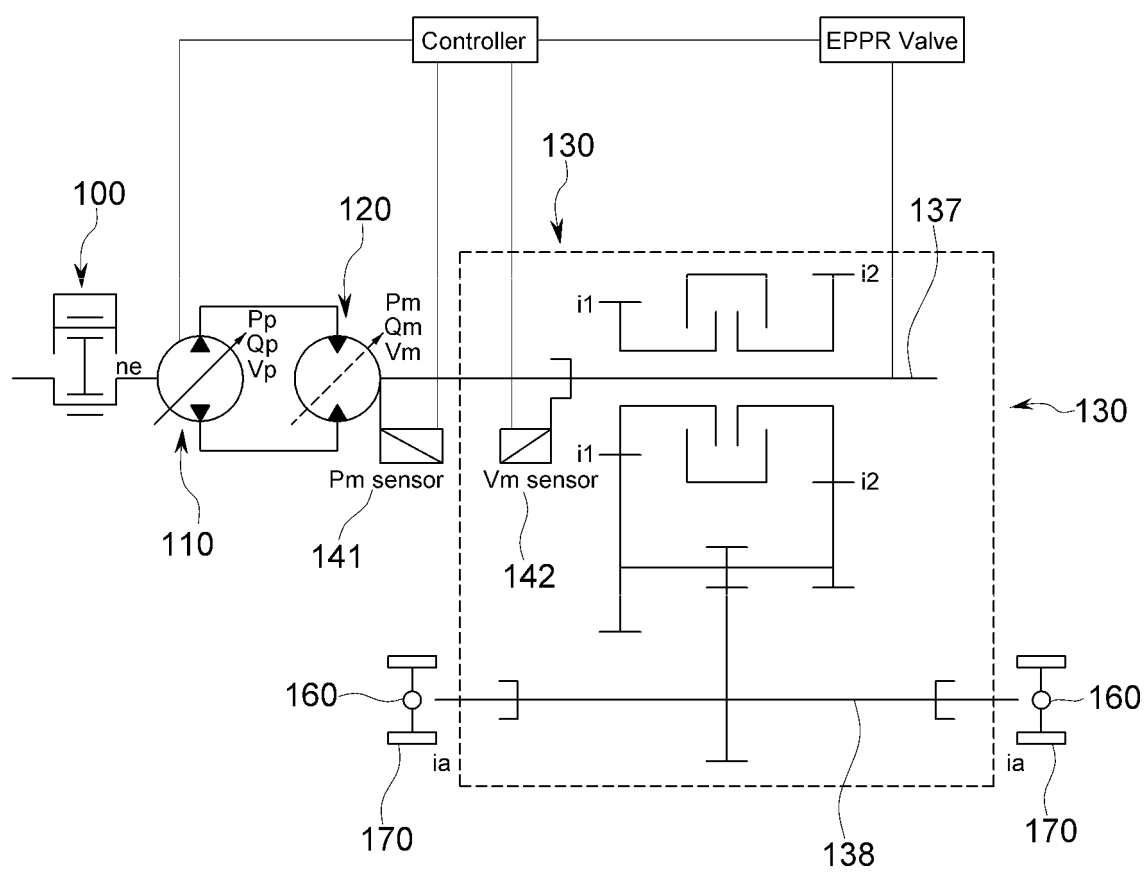 Controller
EPPR Valve
130
100
120
137
Pm
Qm
Vm
i1
i2
Pp
Qp
Vp
ne
130
i1
i2
Pm sensor
Vm sensor
110
141
142
160
160
ia
ia
170
138
170